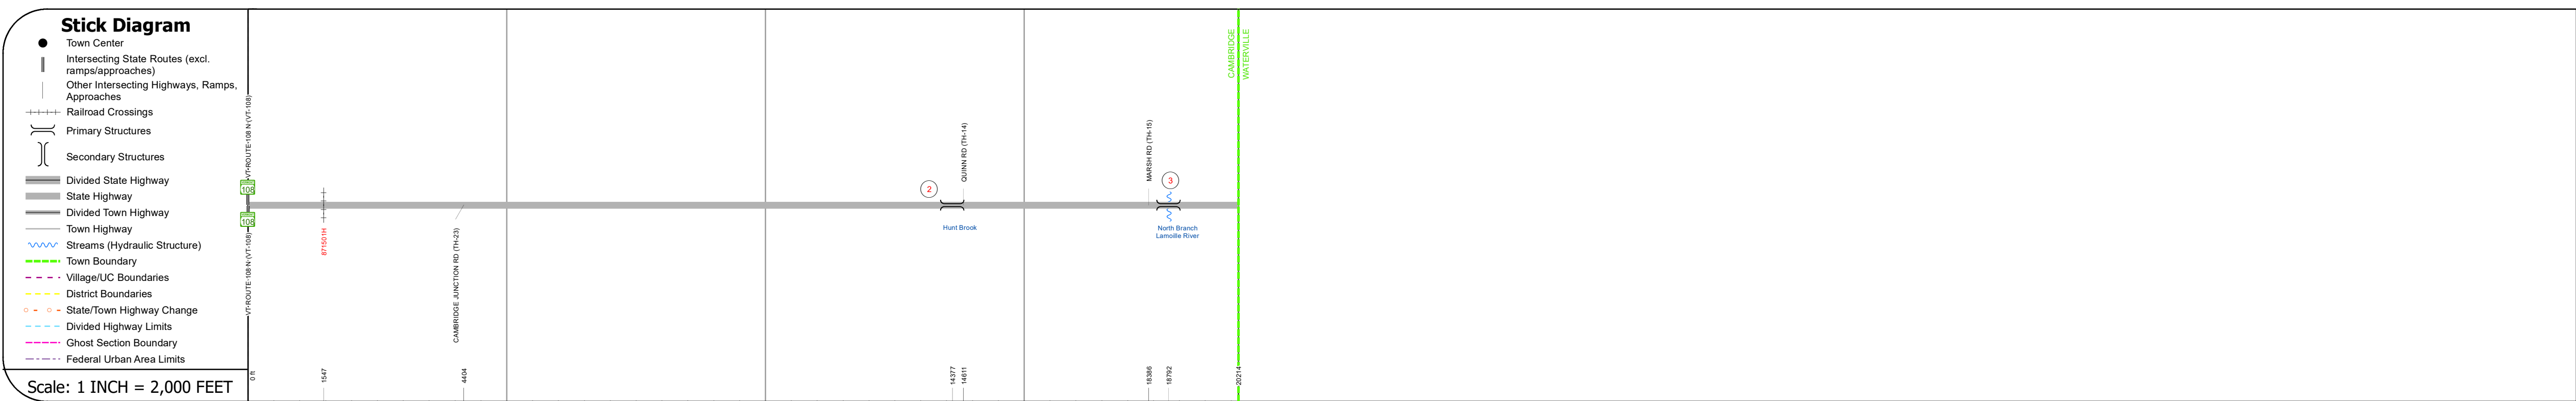 Stick Diagram
Town Center
Intersecting State Routes (excl.
ramps/approaches)
Other Intersecting Highways, Ramps,
Approaches
Railroad Crossings
Primary Structures
Secondary Structures
Divided State Highway
State Highway
Divided Town Highway
Town Highway
Streams (Hydraulic Structure)
Town Boundary
Village/UC Boundaries
District Boundaries
State/Town Highway Change
Divided Highway Limits
Ghost Section Boundary
Federal Urban Area Limits
Scale: 1 INCH = 2,000 FEET
VT-ROUTE-108 N (VT-108)
108
108
VT-ROUTE-108 N (VT-108)
871501H
CAMBRIDGE JUNCTION RD (TH-23)
2
QUINN RD (TH-14)
Hunt Brook
MARSH RD (TH-15)
3
North Branch
Lamoille River
CAMBRIDGE
WATERVILLE
0 ft
1547
4404
14377
14611
18386
18792
20214